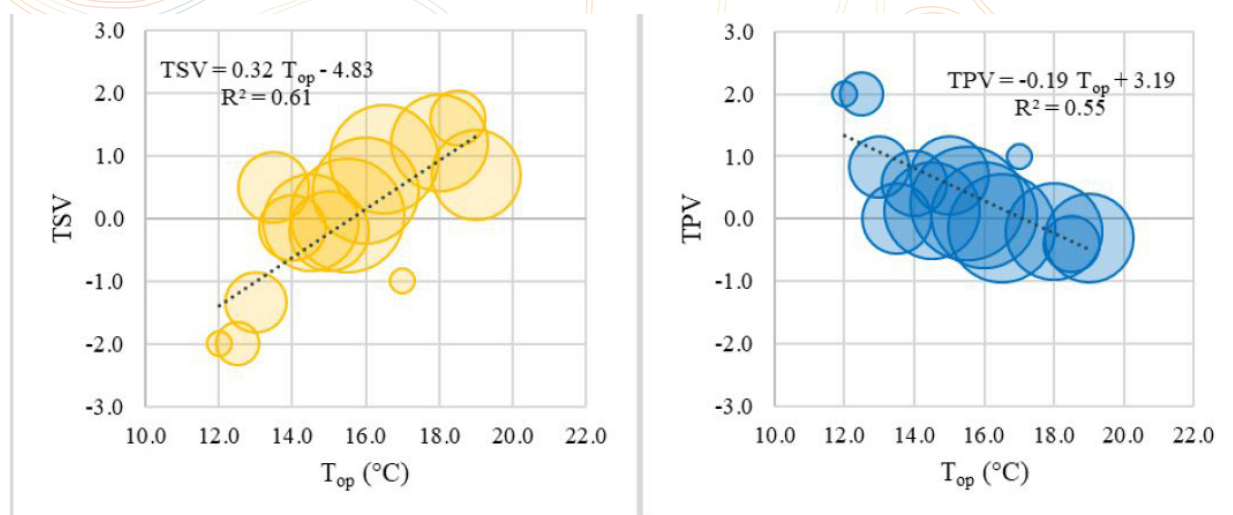 TSV = 0.32 Top - 4.83
R² = 0.61
TSV
3.0
2.0
1.0
0.0
-1.0
-2.0
-3.0
10.0 12.0 14.0 16.0 18.0 20.0 22.0
Top (°C)
TPV = -0.19 Top + 3.19
R² = 0.55
TPV
3.0
2.0
1.0
0.0
-1.0
-2.0
-3.0
10.0 12.0 14.0 16.0 18.0 20.0 22.0
Top (°C)